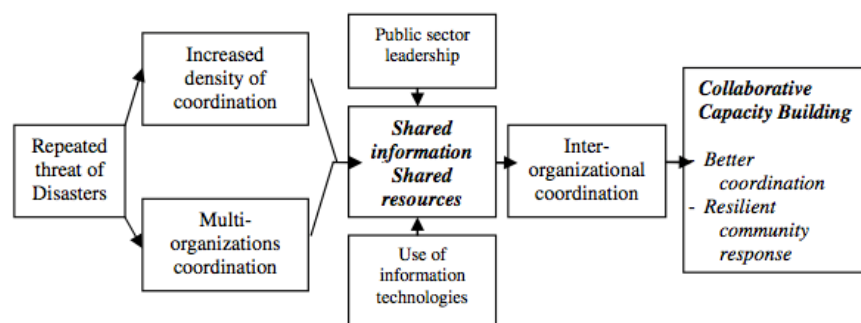 Repeated
threat of
Disasters
Increased
density of
coordination
Multi-
organizations
coordination
Public sector
leadership
Shared
information
Shared
resources
Use of
information
technologies
Inter-
organizational
coordination
Collaborative
Capacity Building
- Better
coordination
- Resilient
community
response